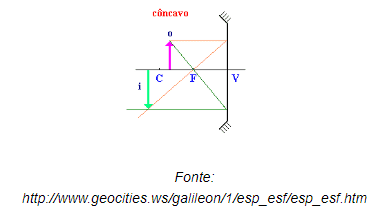 côncavo
o
C F V
i
Fonte:
http://www.geocities.ws/galileon/1/esp_esf/esp_esf.htm